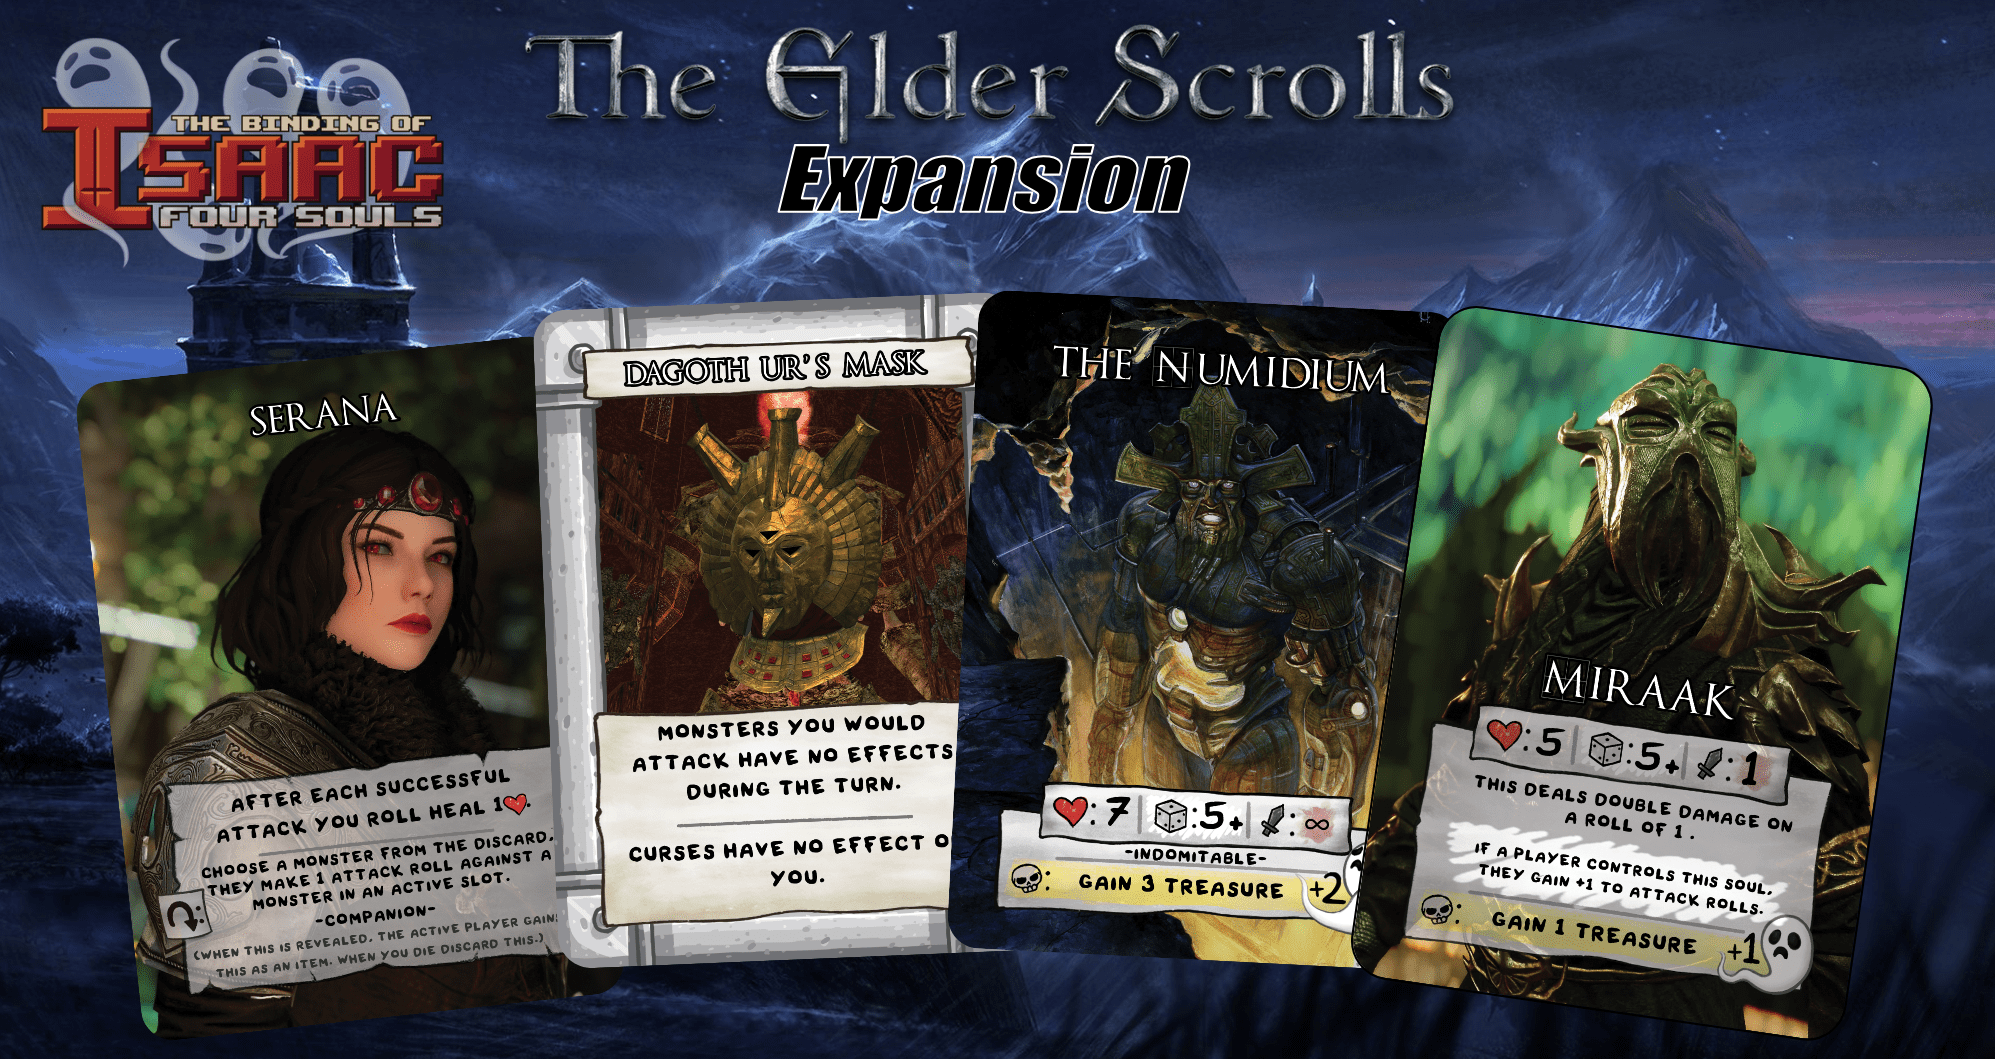 THE BINDING OF
ISAAC
FOUR SOULS
The Elder Scrolls
Expansion
SERANA
AFTER EACH SUCCESSFUL
ATTACK YOU ROLL HEAL 1.
CHOOSE A MONSTER FROM THE DISCARD,
THEY MAKE 1 ATTACK ROLL AGAINST A
MONSTER IN AN ACTIVE SLOT.
-COMPANION-
(WHEN THIS IS REVEALED, THE ACTIVE PLAYER GAINS
THIS AS AN ITEM. WHEN YOU DIE DISCARD THIS.)
DAGOTH UR'S MASK
MONSTERS YOU WOULD
ATTACK HAVE NO EFFECTS
DURING THE TURN.
CURSES HAVE NO EFFECT O
YOU.
THE NUMIDIUM
: 7 :5+ : ∞
-INDOMITABLE-
: GAIN 3 TREASURE +2
MIRAAK
:5 :5+ :1
THIS DEALS DOUBLE DAMAGE ON
A ROLL OF 1 .
IF A PLAYER CONTROLS THIS SOUL,
THEY GAIN +1 TO ATTACK ROLLS.
: GAIN 1 TREASURE +1